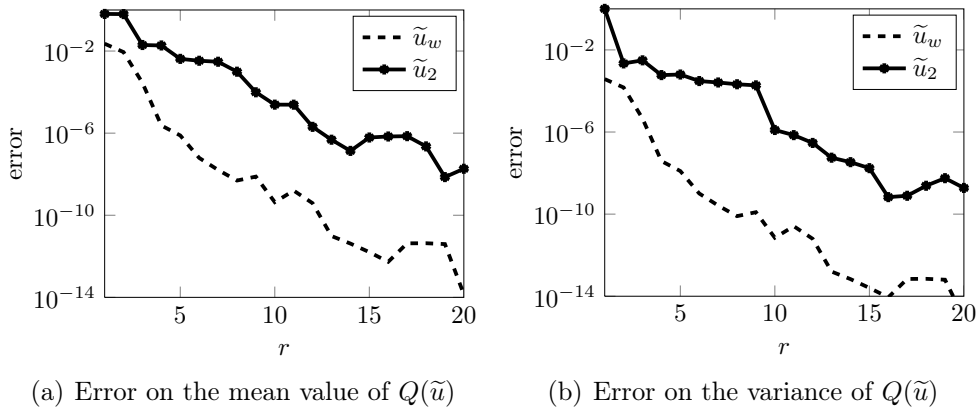 10⁻²
10⁻⁶
10⁻¹⁰
10⁻¹⁴
error
5 10 15 20
r
ũ_w
ũ_2
(a) Error on the mean value of Q(ũ)
10⁻²
10⁻⁶
10⁻¹⁰
10⁻¹⁴
error
5 10 15 20
r
ũ_w
ũ_2
(b) Error on the variance of Q(ũ)